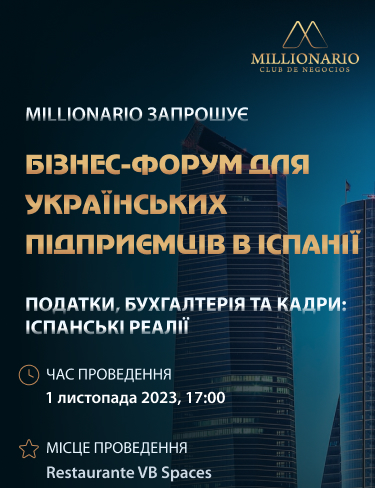 MILLIONARIO
CLUB DE NEGOCIOS
MILLIONARIO ЗАПРОШУЄ
БІЗНЕС-ФОРУМ ДЛЯ
УКРАЇНСЬКИХ
ПІДПРИЄМЦІВ В ІСПАНІЇ
ПОДАТКИ, БУХГАЛТЕРІЯ ТА КАДРИ:
ІСПАНСЬКІ РЕАЛІЇ
ЧАС ПРОВЕДЕННЯ
1 листопада 2023, 17:00
МІСЦЕ ПРОВЕДЕННЯ
Restaurante VB Spaces